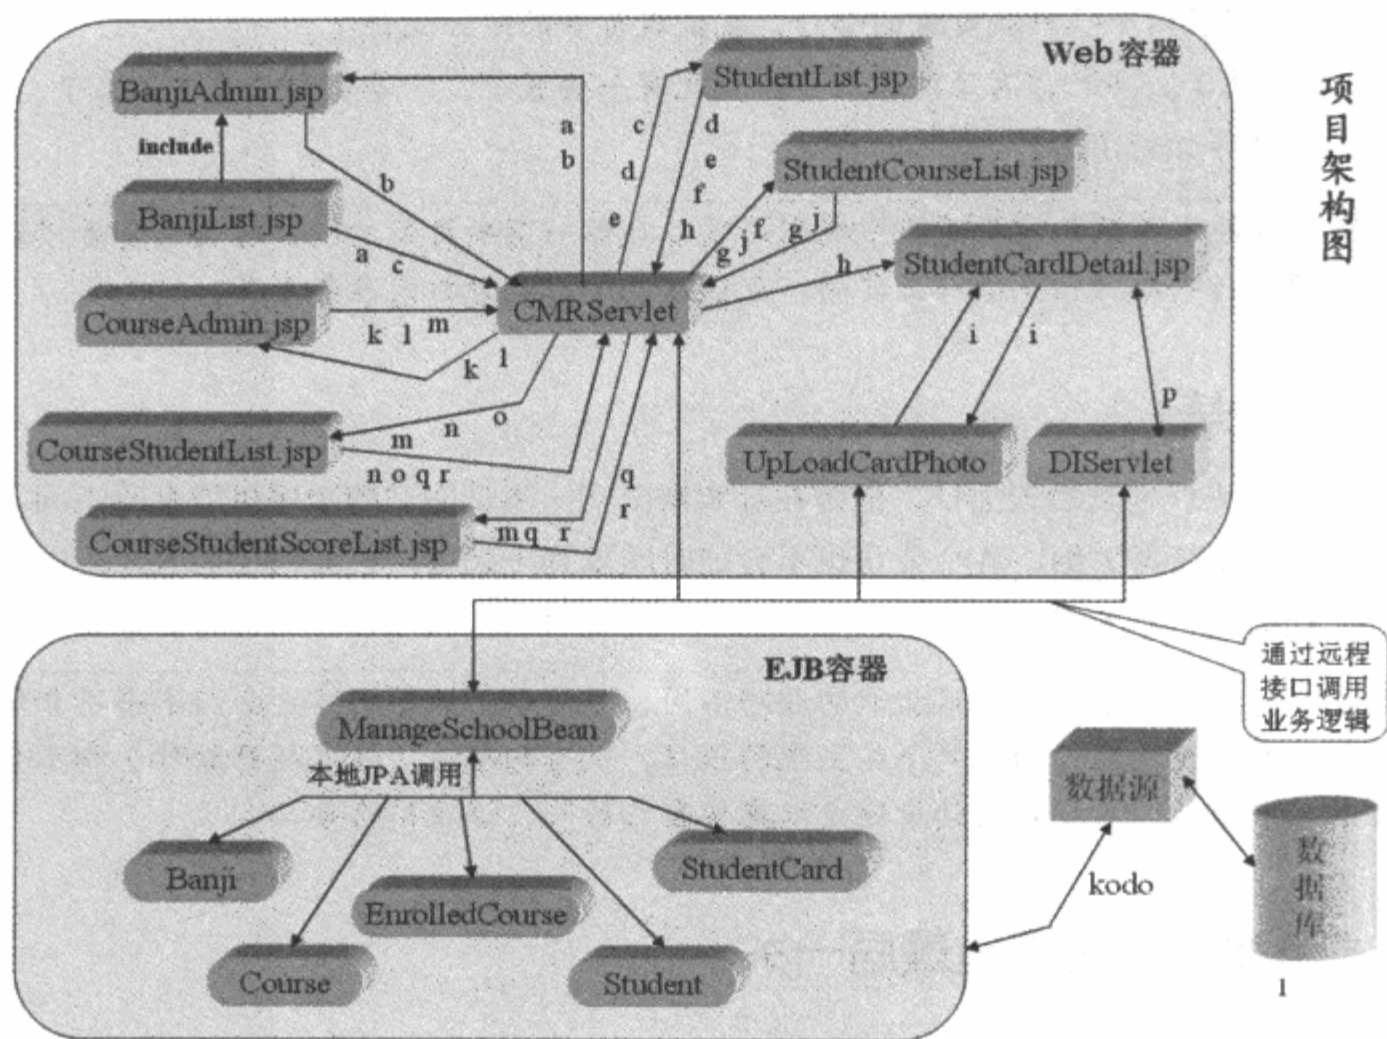 Web 容器
项目架构图
BanjiAdmin.jsp
StudentList.jsp
a
b
c
d
d
e
include
b
StudentCourseList.jsp
BanjiList.jsp
e
f
h
f
j
g
g
j
a
c
h
StudentCardDetail.jsp
CMRServlet
CourseAdmin.jsp
k
l
m
k
l
i
i
p
o
n
m
CourseStudentList.jsp
n o q r
UpLoadCardPhoto
DIServlet
q
r
CourseStudentScoreList.jsp
m q r
通过远程
接口调用
业务逻辑
EJB容器
ManageSchoolBean
本地JPA调用
数据源
Banji
StudentCard
EnrolledCourse
kodo
数据库
Course
Student
1